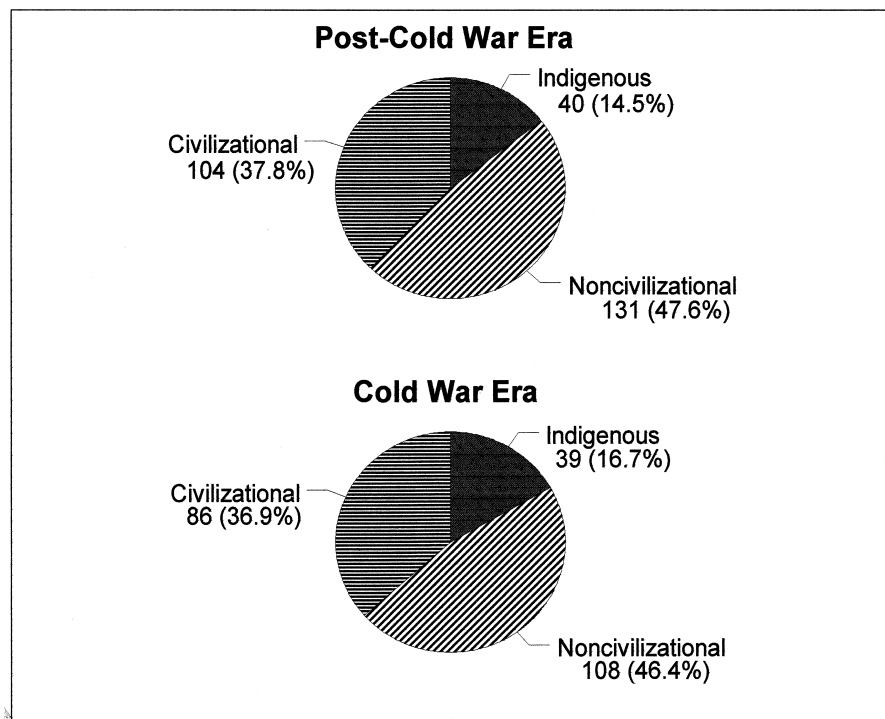 Post-Cold War Era
Indigenous
40 (14.5%)
Civilizational
104 (37.8%)
Noncivilizational
131 (47.6%)
Cold War Era
Indigenous
39 (16.7%)
Civilizational
86 (36.9%)
Noncivilizational
108 (46.4%)